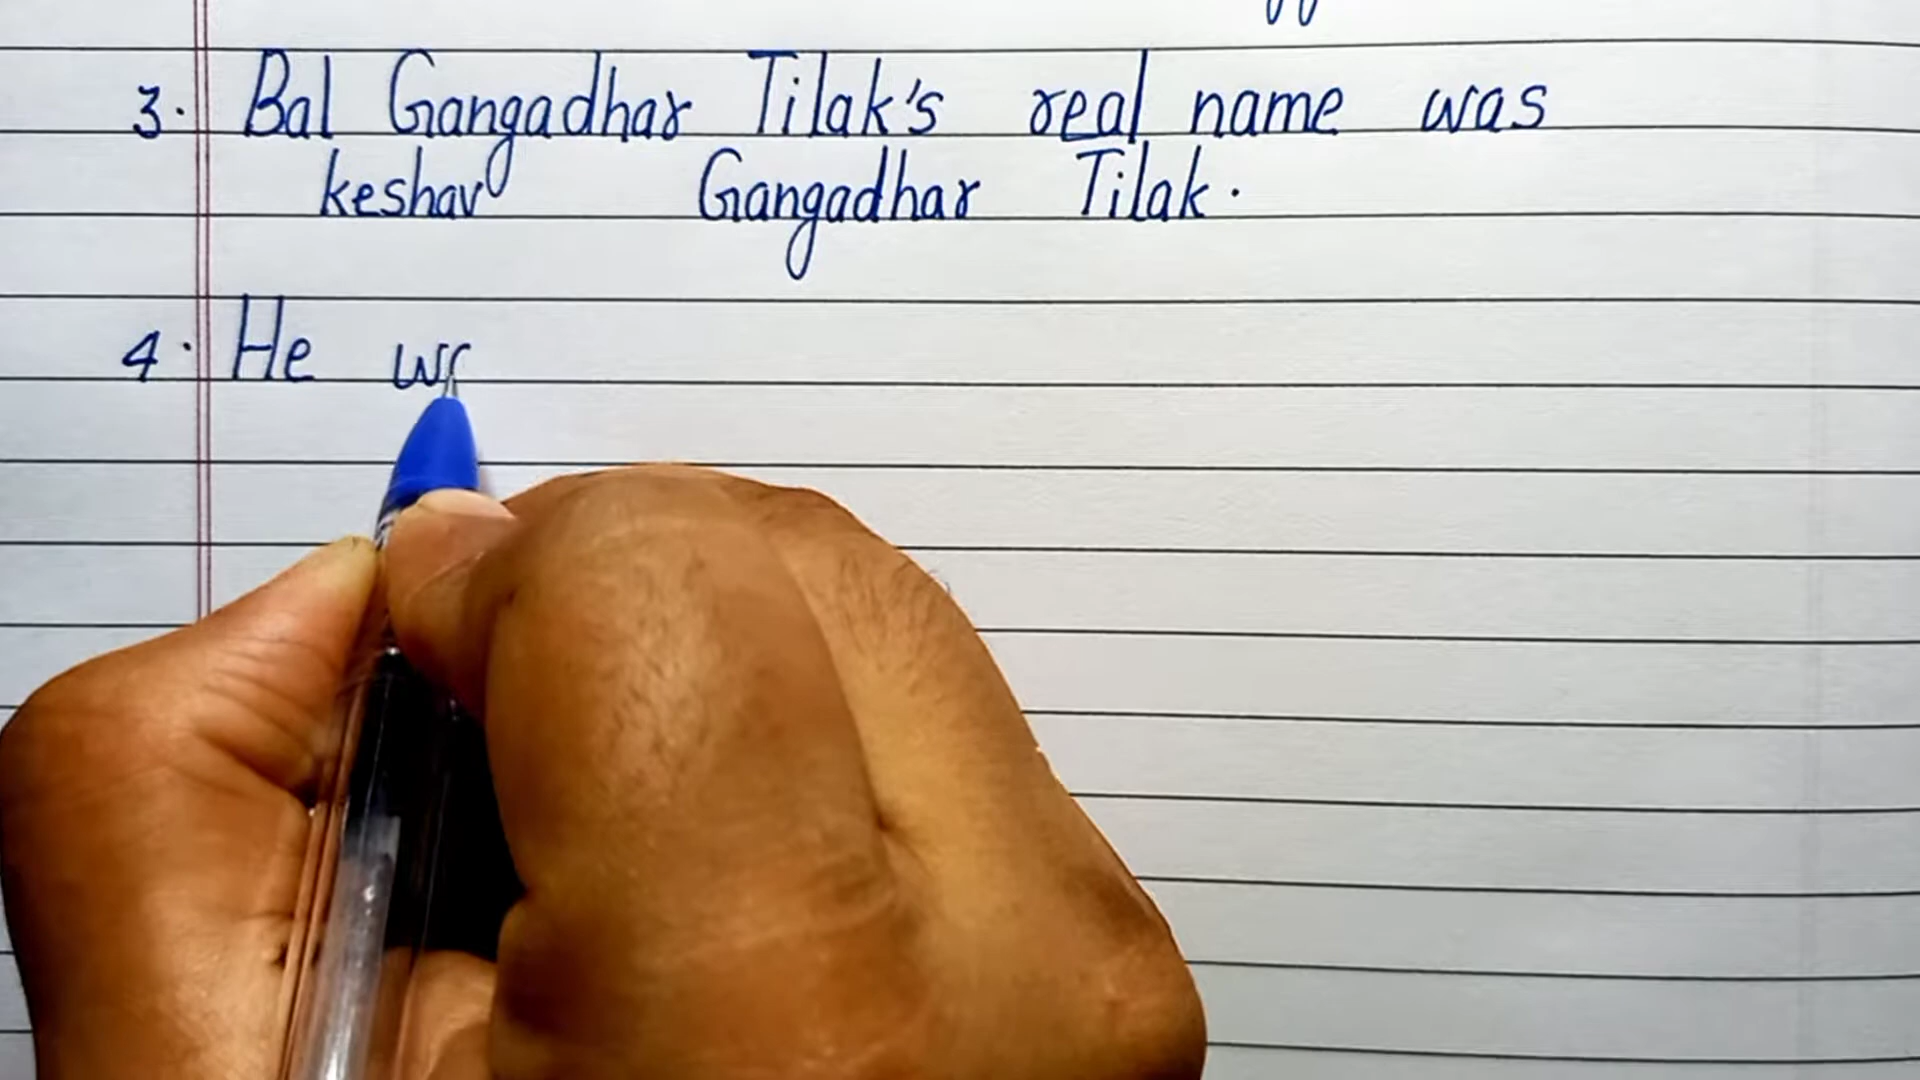 3. Bal Gangadhar Tilak's real name was
keshav Gangadhar Tilak.
4. He